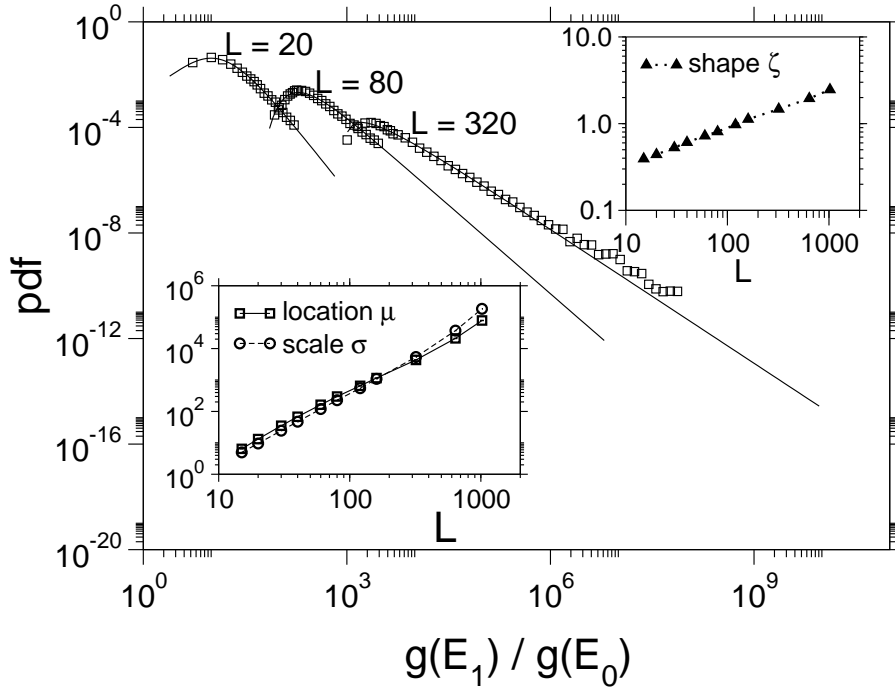 10^0
10^-4
10^-8
10^-12
10^-16
10^-20
pdf
L = 20
L = 80
L = 320
10.0
1.0
0.1
shape ζ
10 100 1000
L
10^6
10^4
10^2
10^0
location μ
scale σ
10 100 1000
L
10^0 10^3 10^6 10^9
g(E_1) / g(E_0)